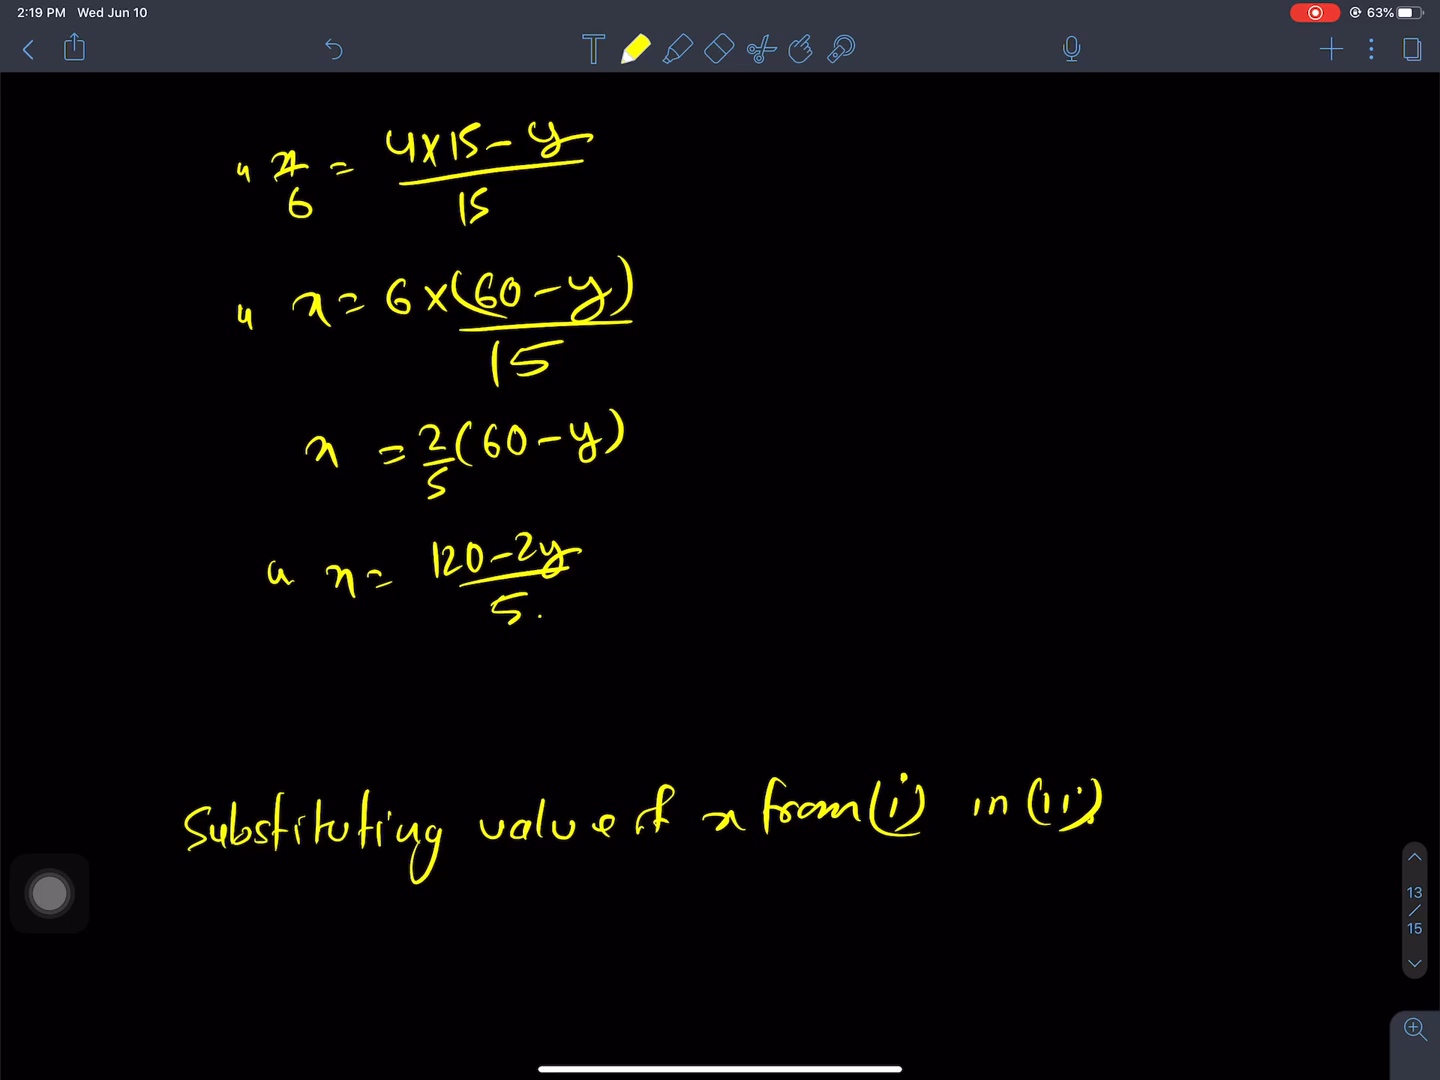 2:19 PM Wed Jun 10
63%
T
" x/6 = (4×15-y)/15
" x = 6×(60-y)/15
x = 2/5(60-y)
x = (120-2y)/5.
Substituting value of x from (i) in (ii).
13
/
15